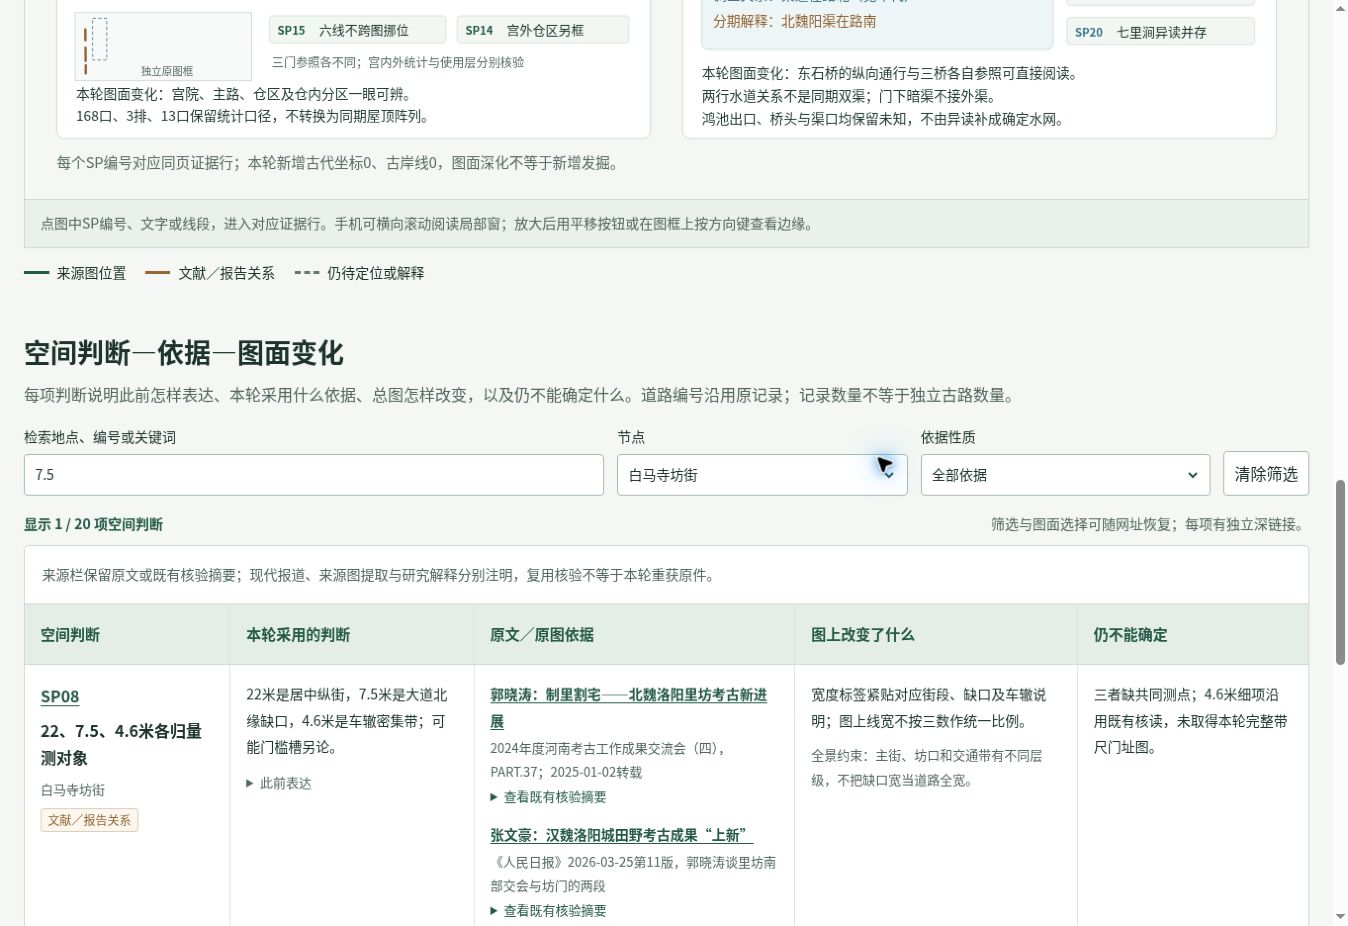 SP15 六线不跨图挪位
SP14 宫外仓区另框
独立原图框
三门参照各不同；宫内外统计与使用层分别核验
本轮图面变化：宫院、主路、仓区及仓内分区一眼可辨。
168口、3排、13口保留统计口径，不转换为同期屋顶阵列。
分期解释：北魏阳渠在路南
SP20 七里涧异读并存
本轮图面变化：东石桥的纵向通行与三桥各自参照可直接阅读。
两行水道关系不是同期双渠；门下暗渠不接外渠。
鸿池出口、桥头与渠口均保留未知，不由异读补成确定水网。
每个SP编号对应同页证据行；本轮新增古代坐标0、古岸线0，图面深化不等于新增发掘。
点图中SP编号、文字或线段，进入对应证据行。手机可横向滚动阅读局部窗；放大后用平移按钮或在图框上按方向键查看边缘。
来源图位置 文献／报告关系 仍待定位或解释
空间判断—依据—图面变化
每项判断说明此前怎样表达、本轮采用什么依据、总图怎样改变，以及仍不能确定什么。道路编号沿用原记录；记录数量不等于独立古路数量。
检索地点、编号或关键词
节点
依据性质
7.5
白马寺坊街
全部依据
清除筛选
显示 1 / 20 项空间判断
筛选与图面选择可随网址恢复；每项有独立深链接。
来源栏保留原文或既有核验摘要；现代报道、来源图提取与研究解释分别注明，复用核验不等于本轮重获原件。
空间判断
本轮采用的判断
原文／原图依据
图上改变了什么
仍不能确定
SP08
22、7.5、4.6米各归量
测对象
白马寺坊街
文献／报告关系
22米是居中纵街，7.5米是大道北
缘缺口，4.6米是车辙密集带；可
能门槛槽另论。
此前表达
郭晓涛：制里割宅——北魏洛阳里坊考古新进
展
2024年度河南考古工作成果交流会（四），
PART.37；2025-01-02转载
查看既有核验摘要
张文豪：汉魏洛阳城田野考古成果“上新”
《人民日报》2026-03-25第11版，郭晓涛谈里坊南
部交会与坊门的两段
查看既有核验摘要
宽度标签紧贴对应街段、缺口及车辙说
明；图上线宽不按三数作统一比例。
全景约束：主街、坊口和交通带有不同层
级，不把缺口宽当道路全宽。
三者缺共同测点；4.6米细项沿
用既有核读，未取得本轮完整带
尺门址图。